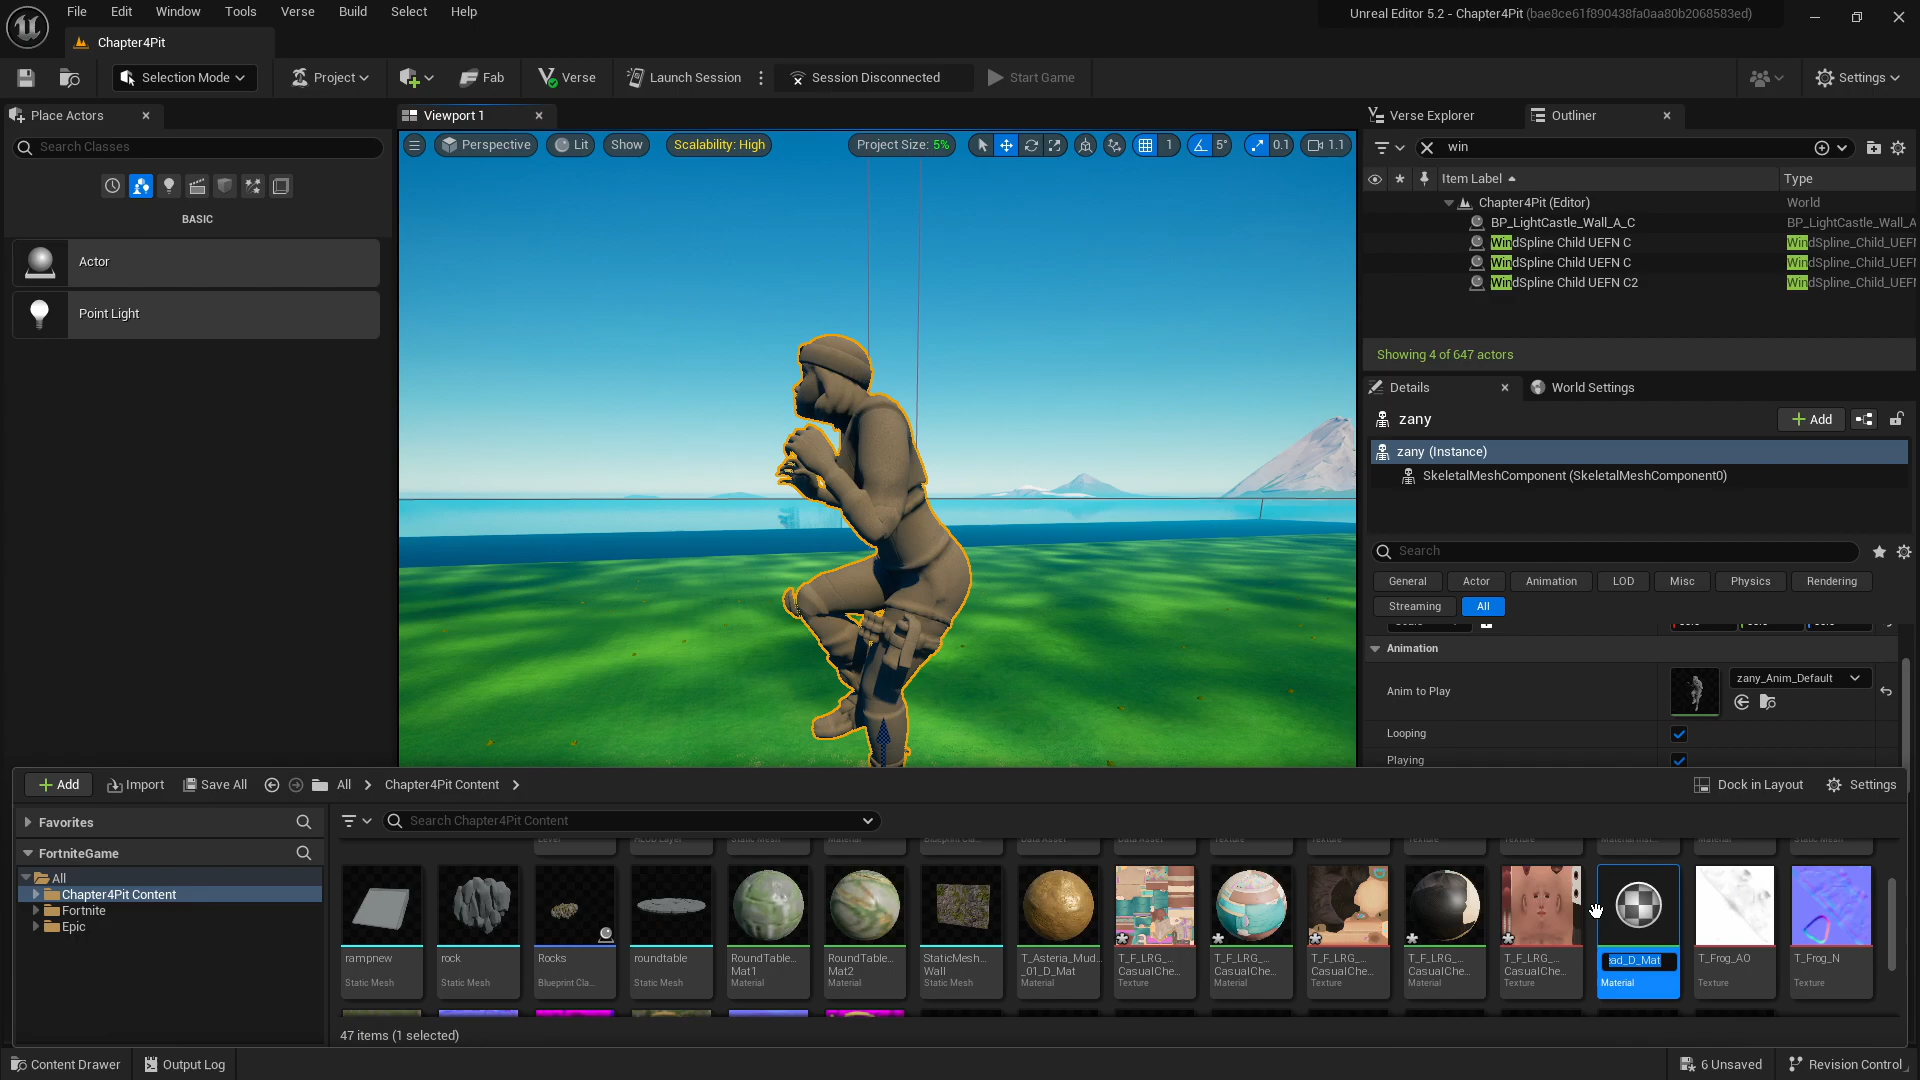 File Edit Window Tools Verse Build Select Help
Unreal Editor 5.2 - Chapter4Pit (bae8ce61f890438fa0aa80b2068583ed)
Chapter4Pit
Selection Mode Project Fab Verse Launch Session Session Disconnected Start Game Settings
Place Actors
Search Classes
BASIC
Actor
Point Light
Viewport 1
Perspective Lit Show Scalability: High Project Size: 5% 1 5° 0.1 1.1
Verse Explorer Outliner
win
Item Label Type
Chapter4Pit (Editor) World
BP_LightCastle_Wall_A_C BP_LightCastle_Wall_A
WindSpline Child UEFN C WindSpline_Child_UEF
WindSpline Child UEFN C WindSpline_Child_UEF
WindSpline Child UEFN C2 WindSpline_Child_UEF
Showing 4 of 647 actors
Details World Settings
zany Add
zany (Instance)
SkeletalMeshComponent (SkeletalMeshComponent0)
Search
General Actor Animation LOD Misc Physics Rendering
Streaming All
Animation
Anim to Play zany_Anim_Default
Looping
Playing
Add Import Save All All Chapter4Pit Content Dock in Layout Settings
Favorites
Search Chapter4Pit Content
FortniteGame
All
Chapter4Pit Content
Fortnite
Epic
rampnew
Static Mesh
rock
Static Mesh
Rocks
Blueprint Cla...
roundtable
Static Mesh
RoundTable...
Mat1
Material
RoundTable...
Mat2
Material
StaticMesh...
Wall
Static Mesh
T_Asteria_Mud...
_01_D_Mat
Material
T_F_LRG_...
CasualChe...
Texture
T_F_LRG_...
CasualChe...
Material
T_F_LRG_...
CasualChe...
Texture
T_F_LRG_...
CasualChe...
Material
T_F_LRG_...
CasualChe...
Texture
ad_D_Mat
Material
T_Frog_AO
Texture
T_Frog_N
Texture
47 items (1 selected)
Content Drawer Output Log 6 Unsaved Revision Control